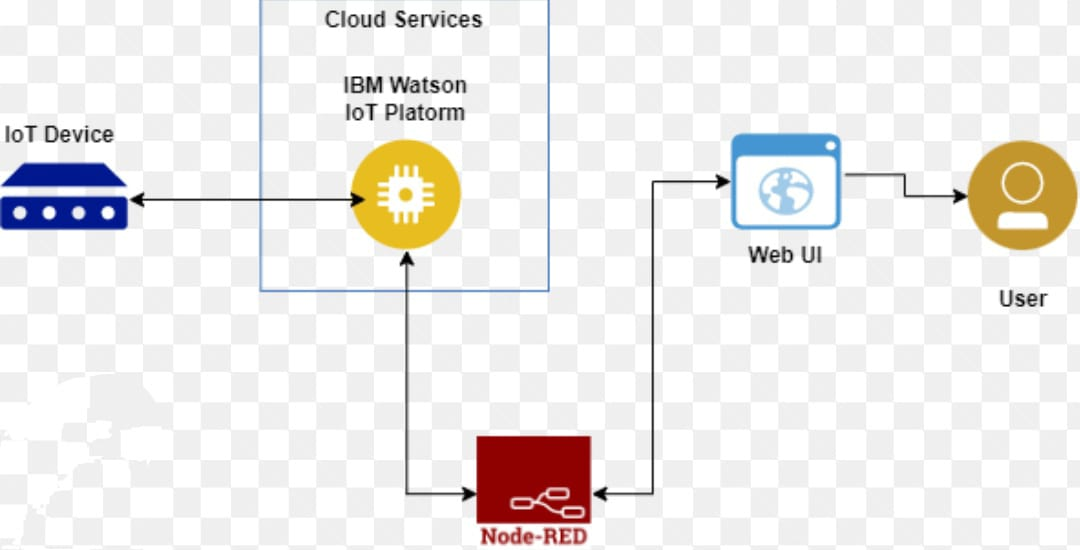 Cloud Services
IBM Watson
IoT Platorm
IoT Device
Web UI
User
Node-RED